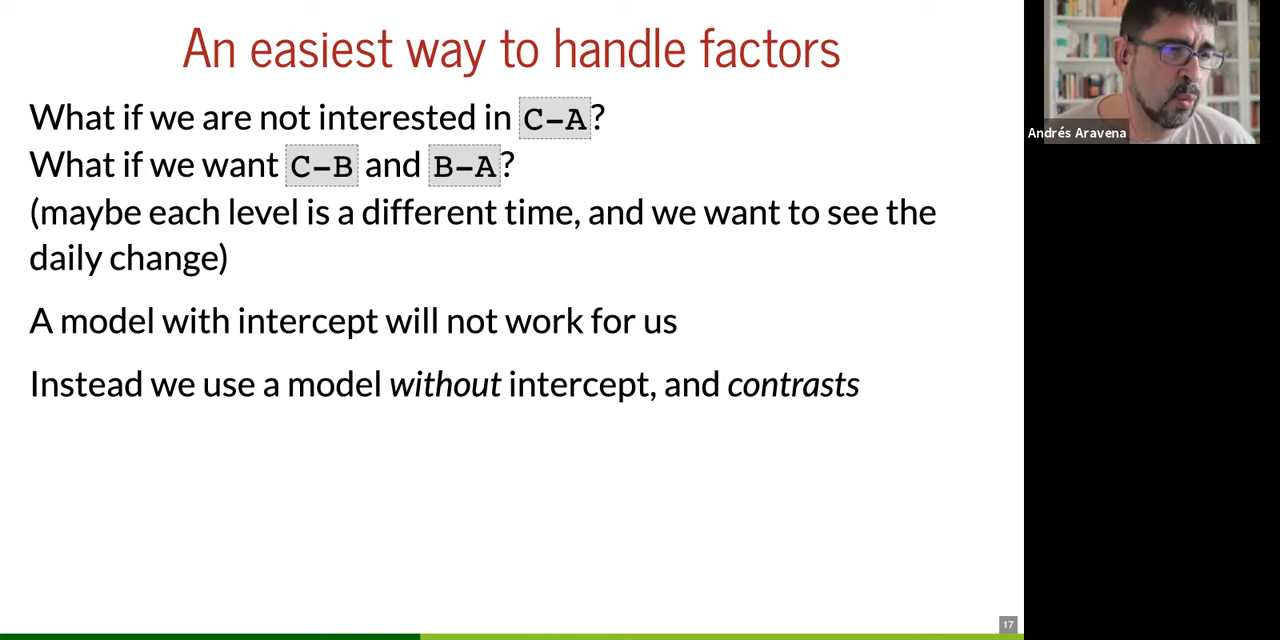 An easiest way to handle factors
What if we are not interested in C–A?
What if we want C–B and B–A?
(maybe each level is a different time, and we want to see the
daily change)
A model with intercept will not work for us
Instead we use a model without intercept, and contrasts
17
Andrés Aravena